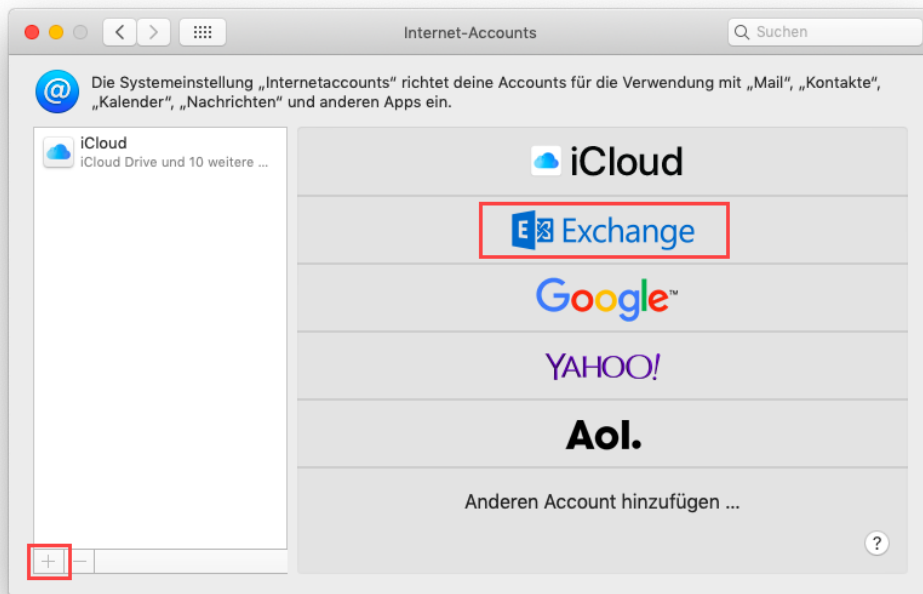 Internet-Accounts
Suchen
Die Systemeinstellung „Internetaccounts“ richtet deine Accounts für die Verwendung mit „Mail“, „Kontakte“,
„Kalender“, „Nachrichten“ und anderen Apps ein.
iCloud
iCloud Drive und 10 weitere ...
iCloud
E Exchange
Google™
YAHOO!
Aol.
Anderen Account hinzufügen ...
?